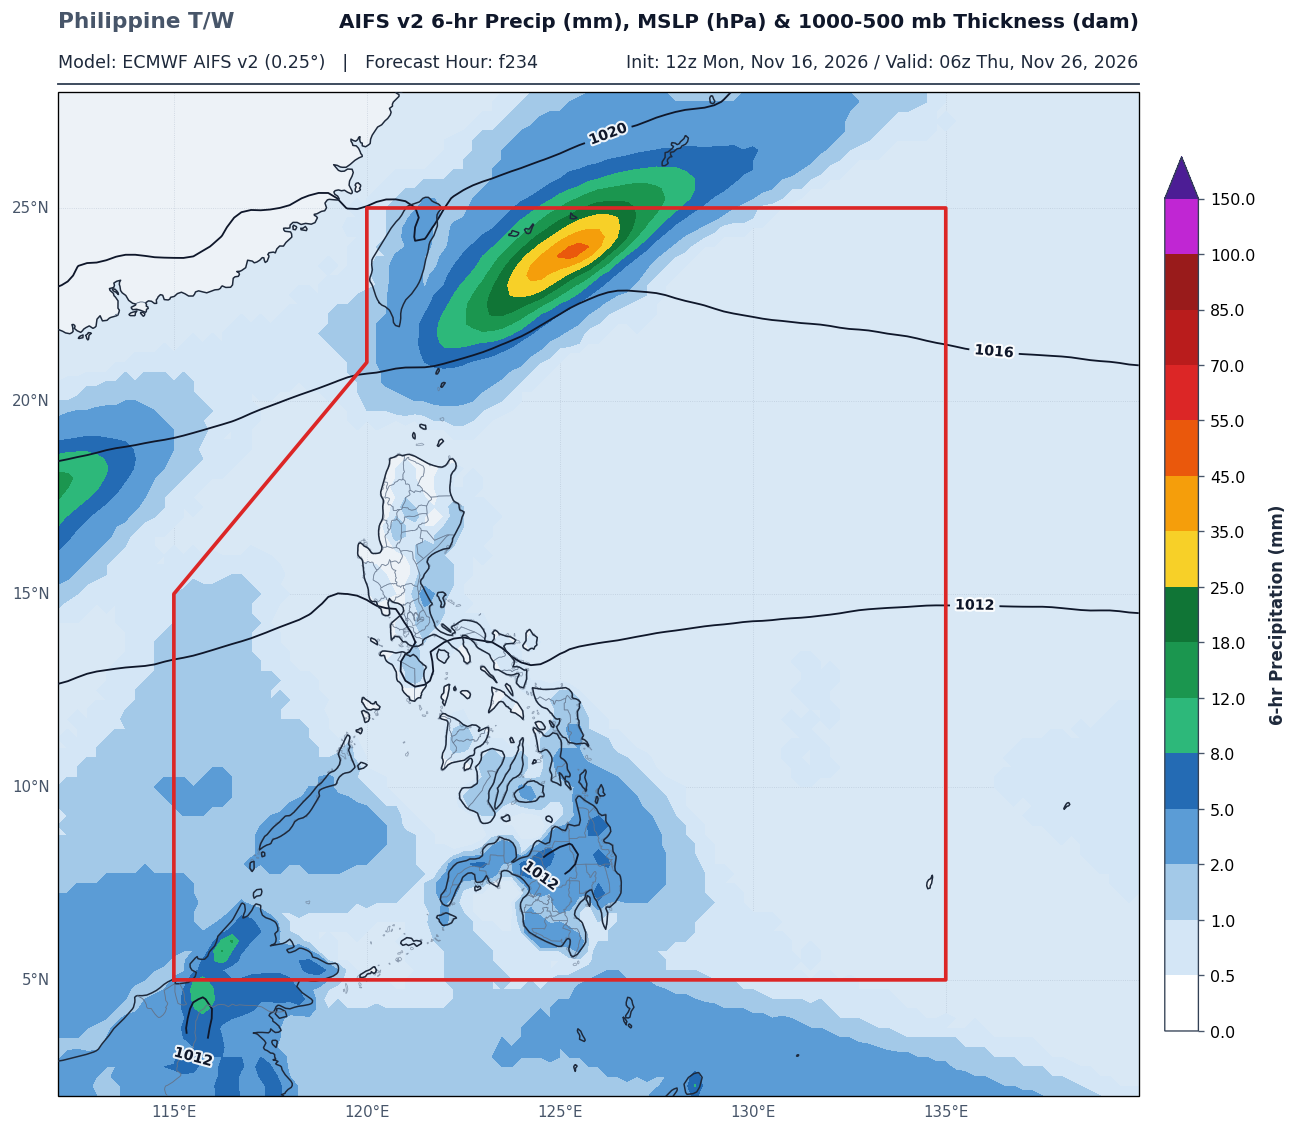 Philippine T/W
AIFS v2 6-hr Precip (mm), MSLP (hPa) & 1000-500 mb Thickness (dam)
Model: ECMWF AIFS v2 (0.25°) | Forecast Hour: f234
Init: 12z Mon, Nov 16, 2026 / Valid: 06z Thu, Nov 26, 2026
1020
1016
1012
1012
1012
25°N
20°N
15°N
10°N
5°N
115°E
120°E
125°E
130°E
135°E
150.0
100.0
85.0
70.0
55.0
45.0
35.0
25.0
18.0
12.0
8.0
5.0
2.0
1.0
0.5
0.0
6-hr Precipitation (mm)